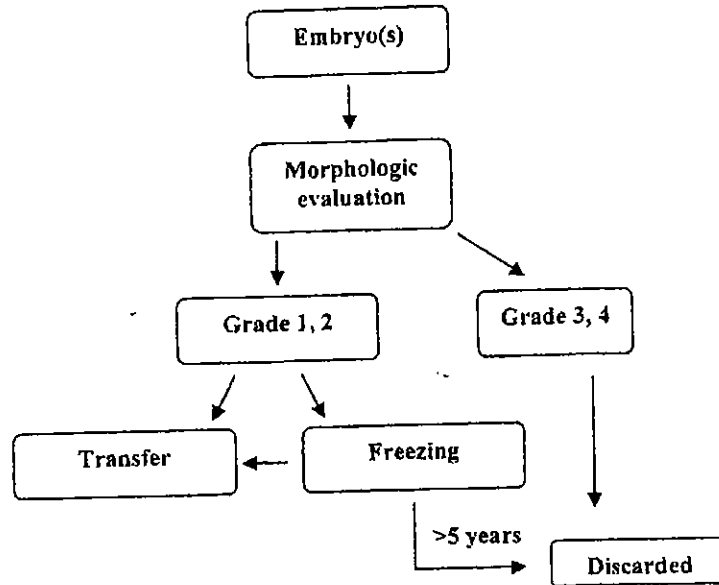 Embryo(s)
Morphologic
evaluation
Grade 1, 2
Grade 3, 4
Transfer
Freezing
>5 years
Discarded